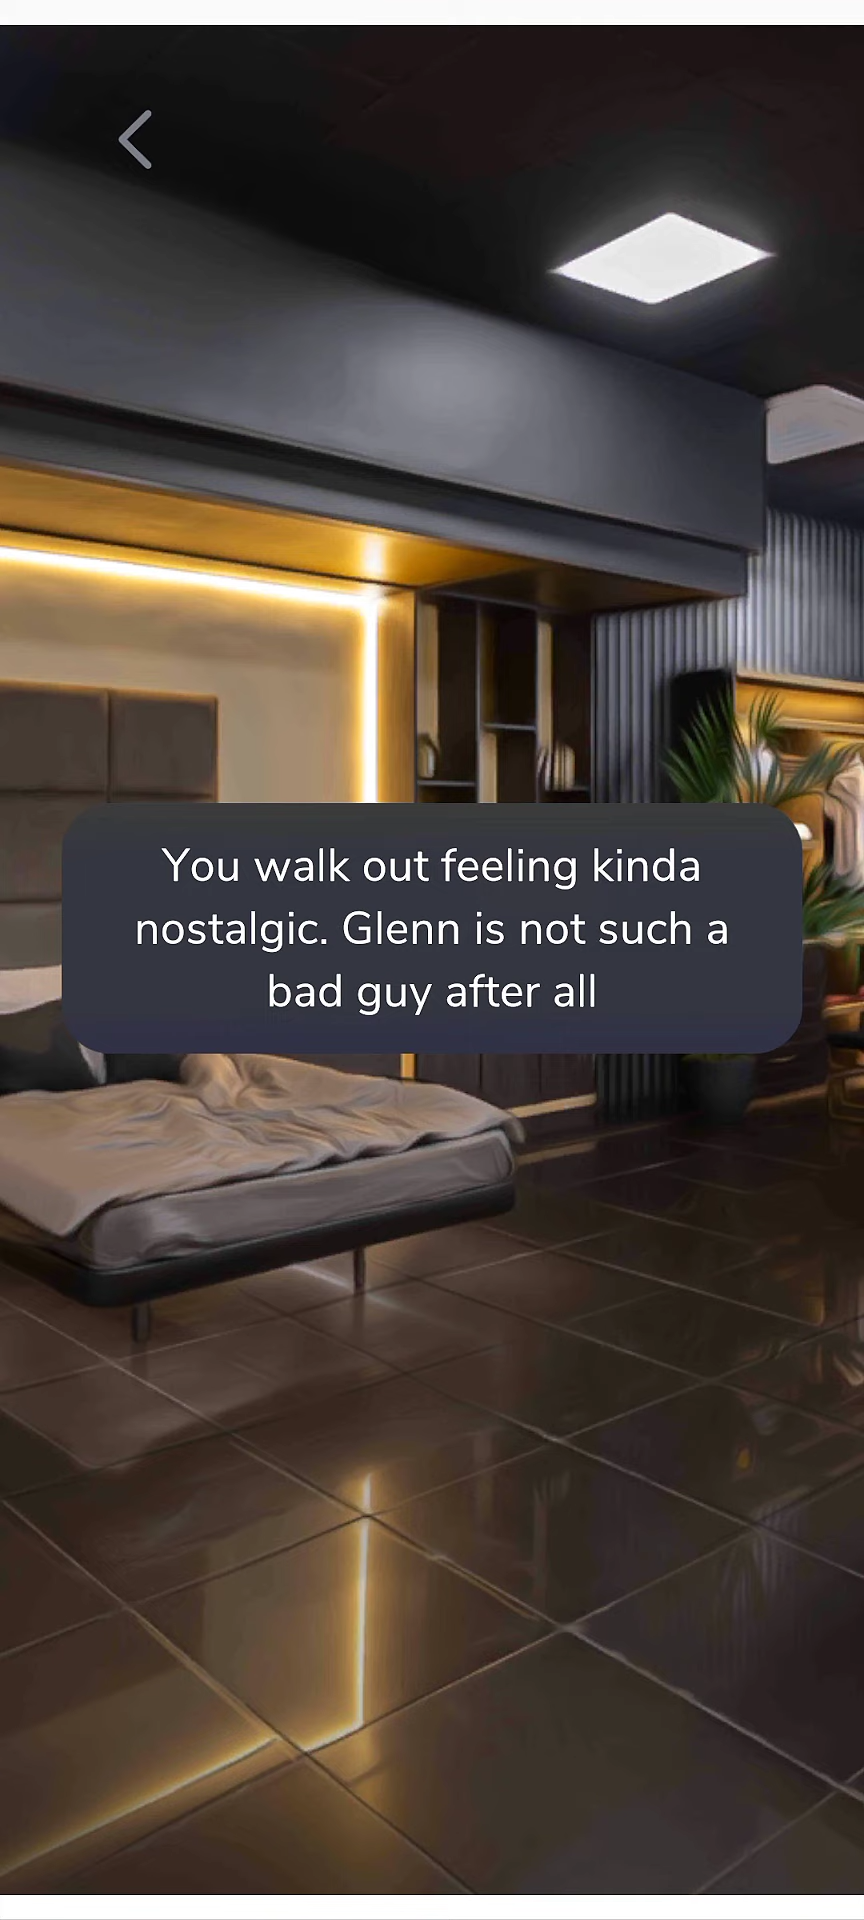 You walk out feeling kinda
nostalgic. Glenn is not such a
bad guy after all